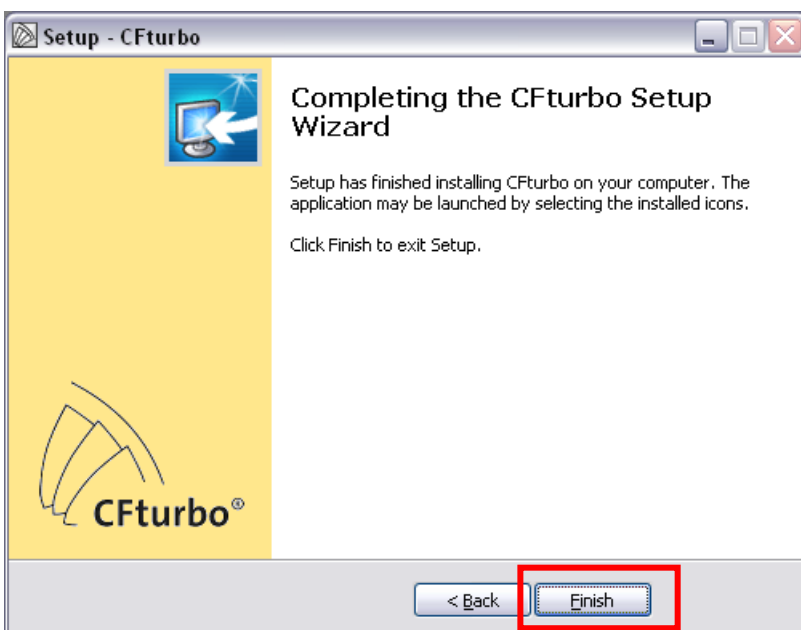 Setup - CFturbo
Completing the CFturbo Setup
Wizard
Setup has finished installing CFturbo on your computer. The
application may be launched by selecting the installed icons.
Click Finish to exit Setup.
CFturbo®
< Back
Finish